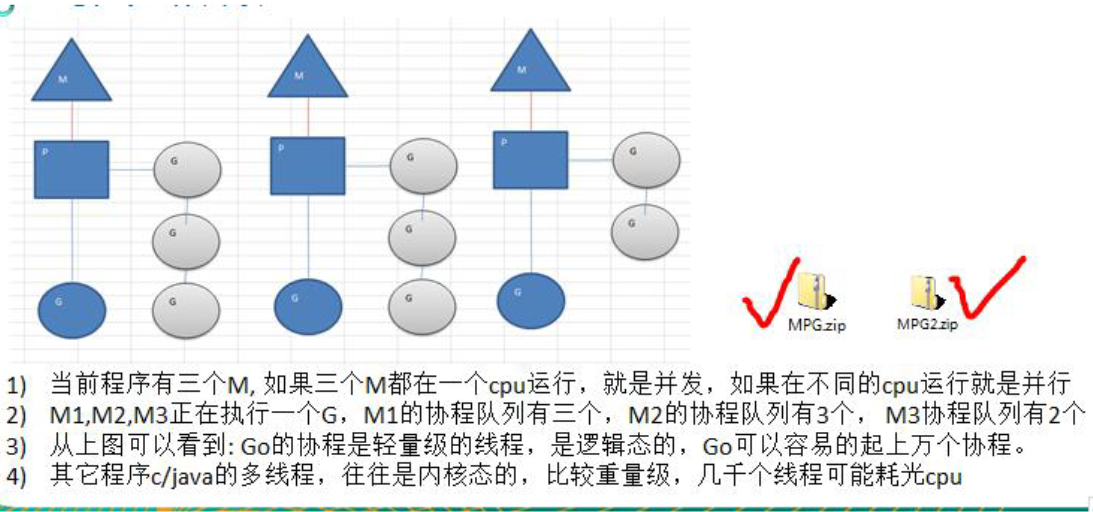 M M M
P G P G P G
G G G
G G G G G
MPG.zip MPG2.zip
1) 当前程序有三个M, 如果三个M都在一个cpu运行，就是并发，如果在不同的cpu运行就是并行
2) M1,M2,M3正在执行一个G，M1的协程队列有三个，M2的协程队列有3个， M3协程队列有2个
3) 从上图可以看到: Go的协程是轻量级的线程，是逻辑态的，Go可以容易的起上万个协程。
4) 其它程序c/java的多线程，往往是内核态的，比较重量级，几千个线程可能耗光cpu